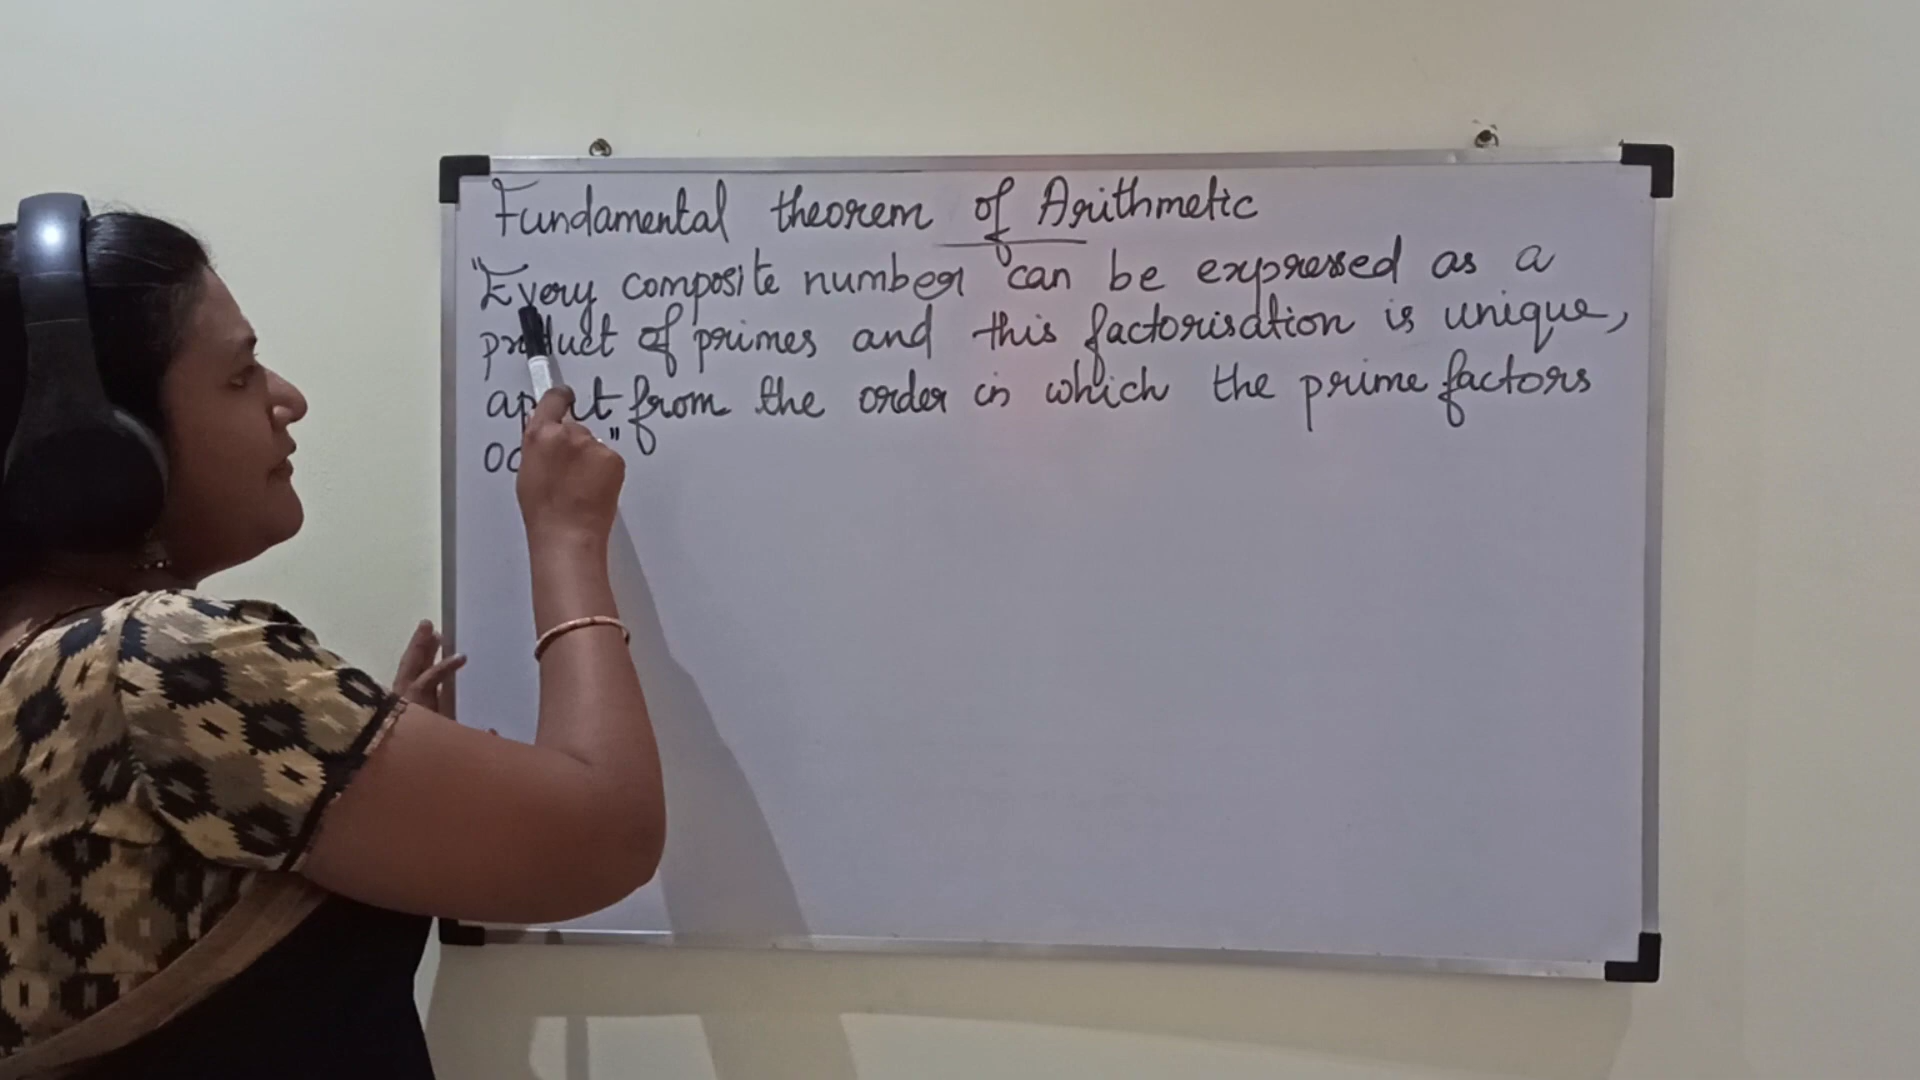 Fundamental theorem of Arithmetic
"Every composite number can be expressed as a
product of primes and this factorisation is unique,
apart from the order in which the prime factors
"